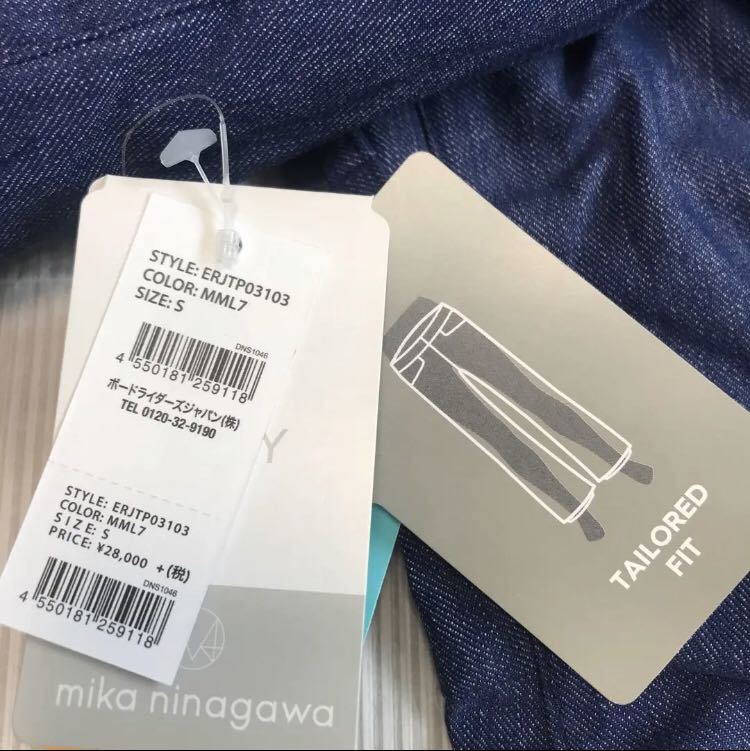 STYLE: ERJTP03103
COLOR: MML7
SIZE: S
DNS1046
4 550181 259118
ボードライダーズジャパン(株)
TEL 0120-32-9190
STYLE: ERJTP03103
COLOR: MML7
SIZE: S
PRICE: ¥28,000 +(税)
DNS1046
4 550181 259118
Y
mika ninagawa
TAILORED
FIT